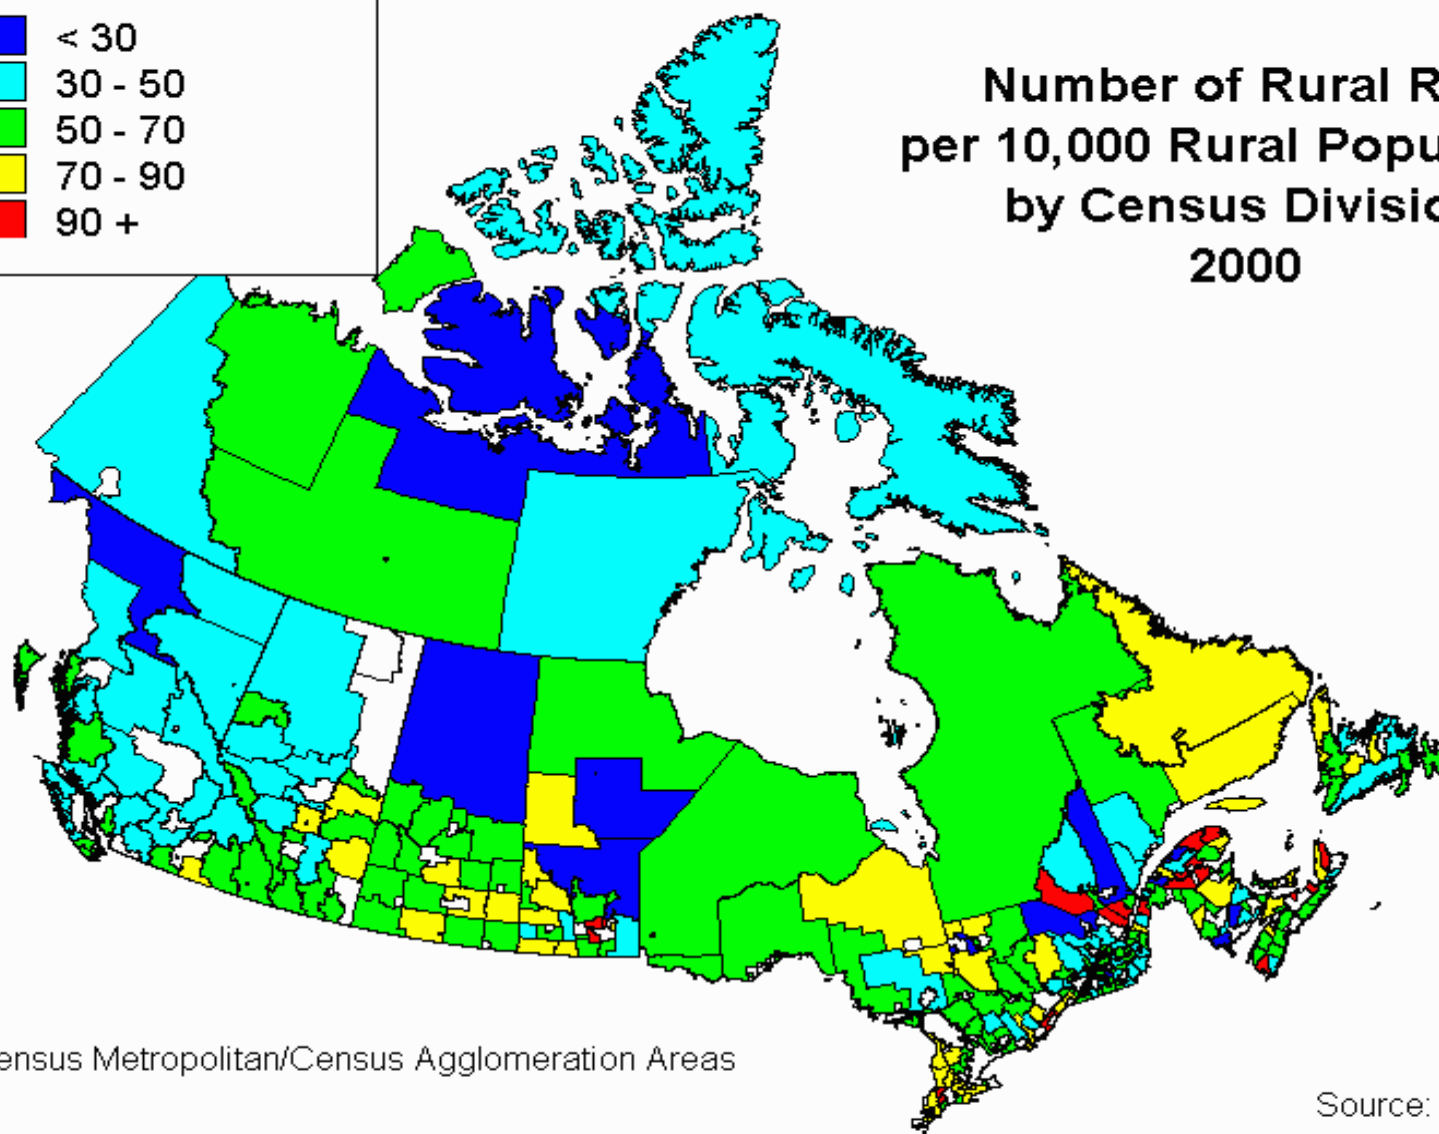 < 30
30 - 50
50 - 70
70 - 90
90 +
Number of Rural R
per 10,000 Rural Popu
by Census Divisio
2000
ensus Metropolitan/Census Agglomeration Areas
Source: